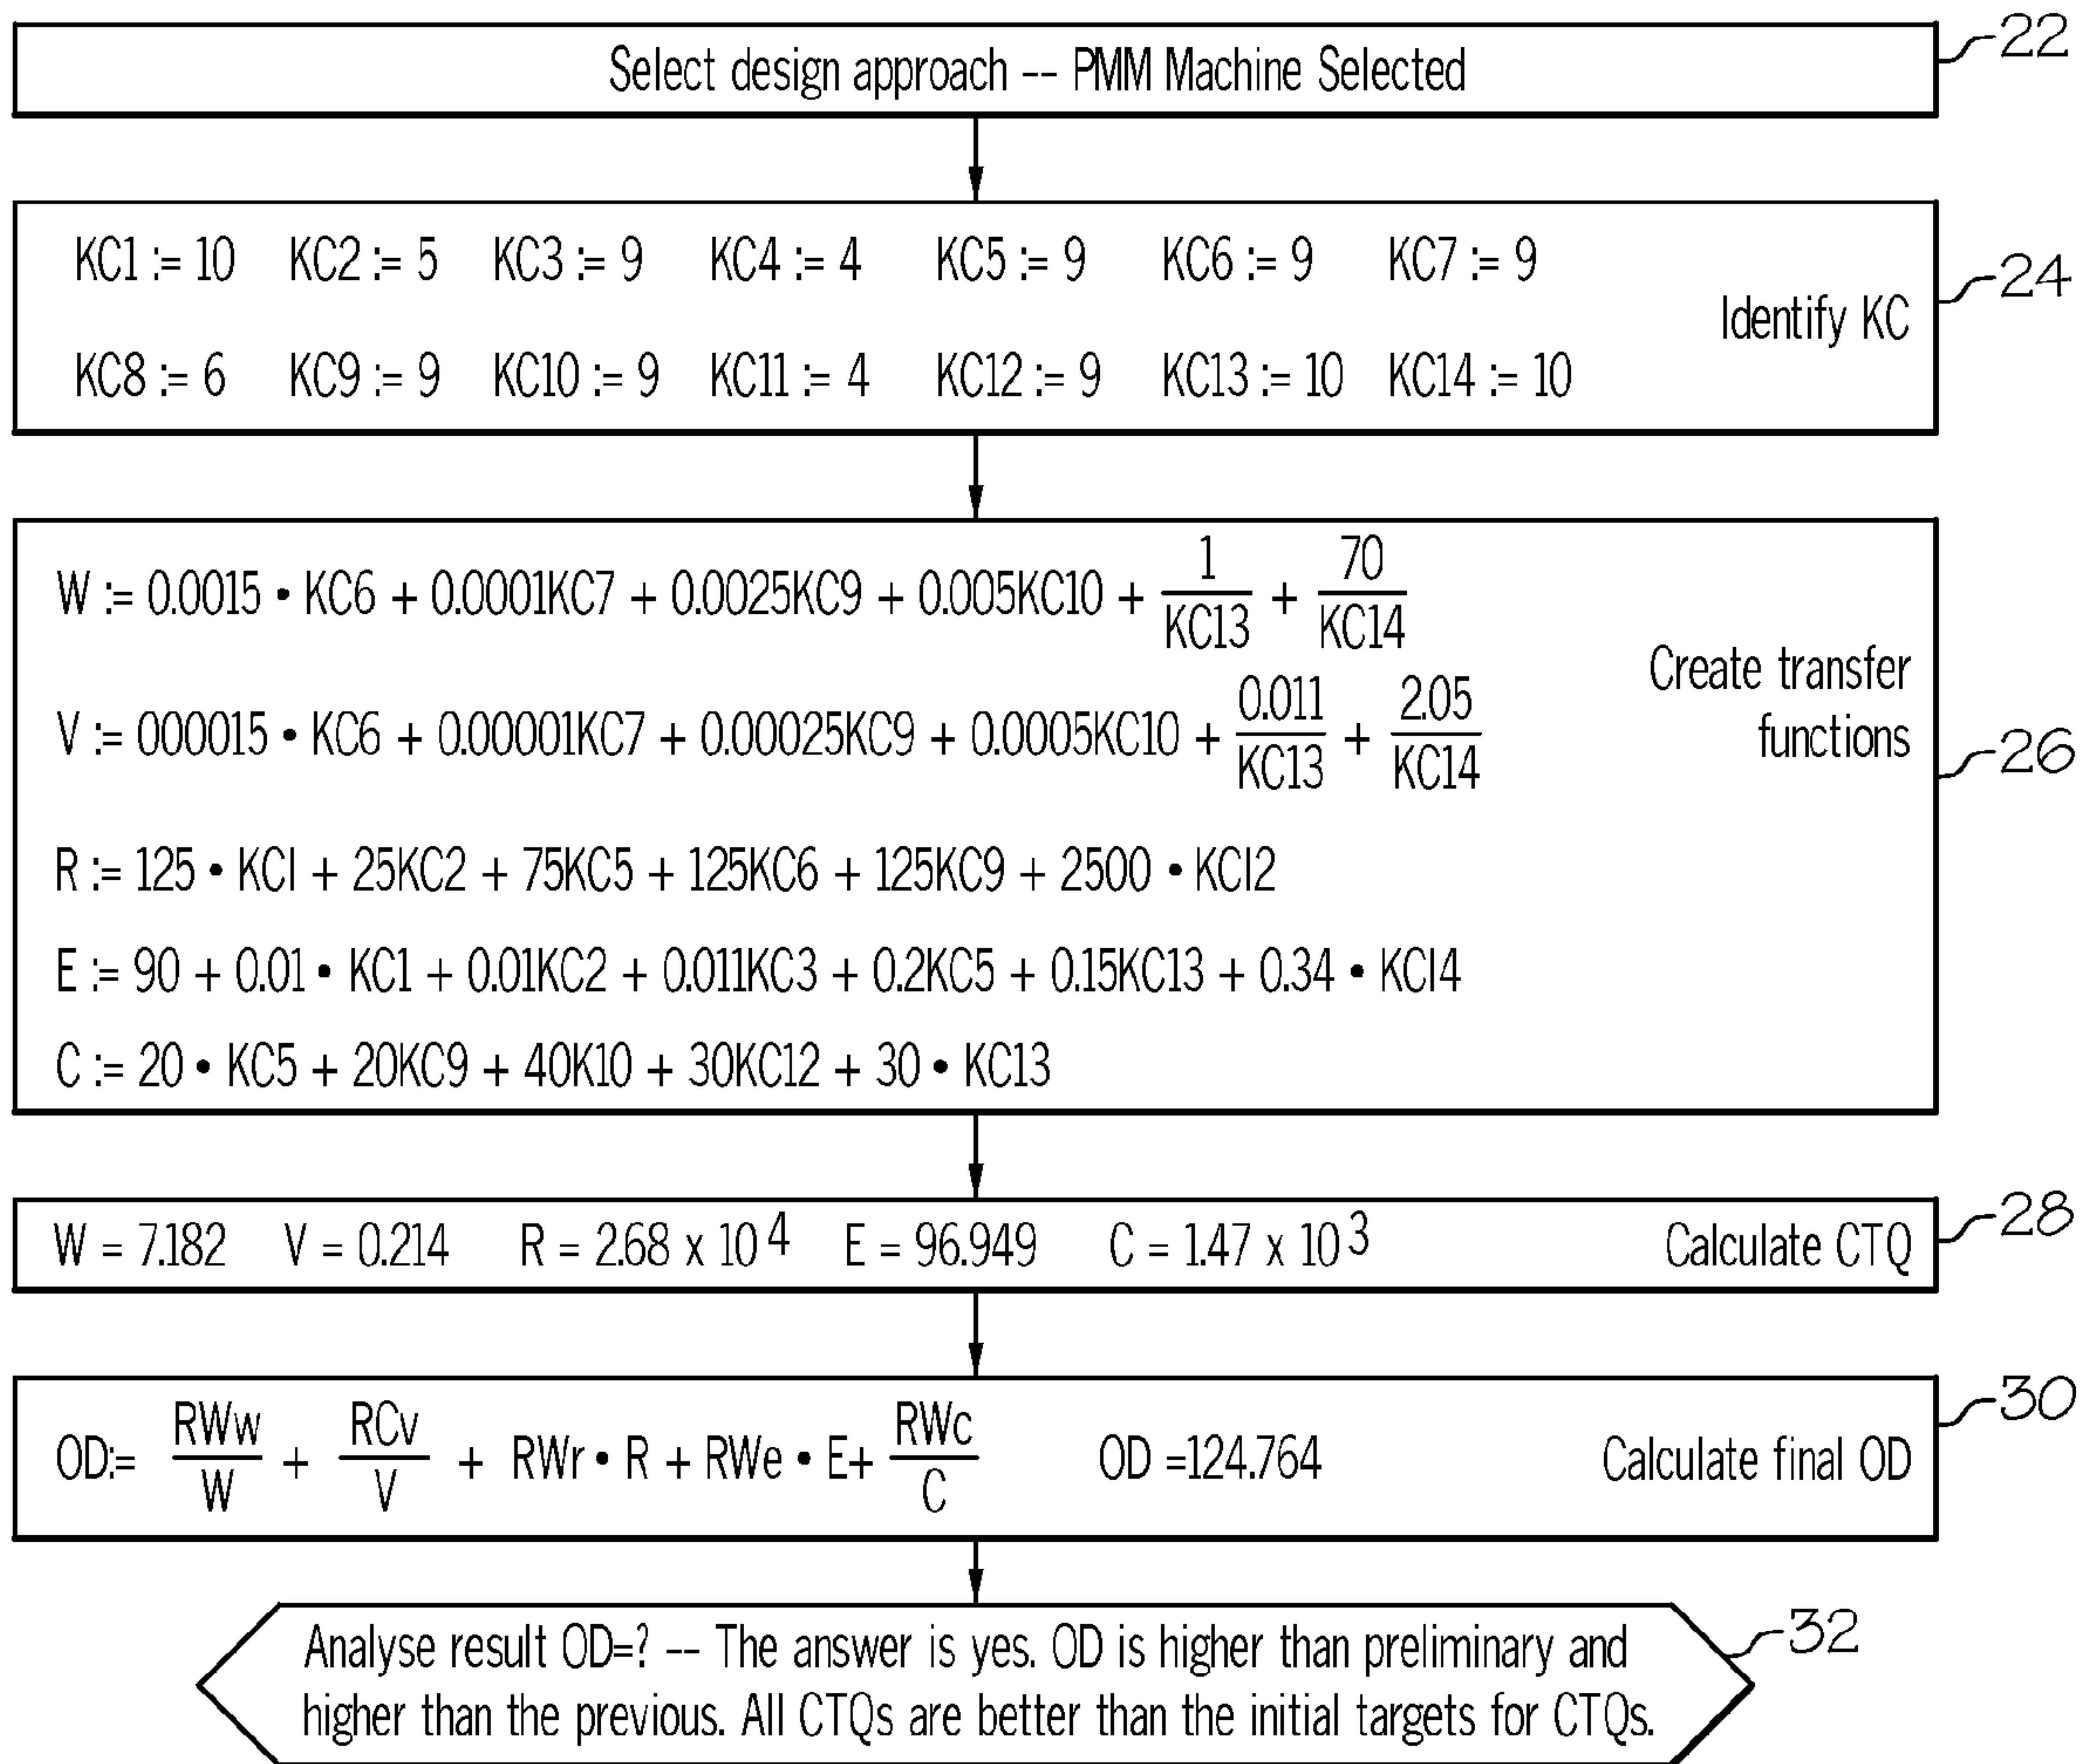 Select design approach -- PMM Machine Selected
22
KC1 := 10 KC2 := 5 KC3 := 9 KC4 := 4 KC5 := 9 KC6 := 9 KC7 := 9
Identify KC
24
KC8 := 6 KC9 := 9 KC10 := 9 KC11 := 4 KC12 := 9 KC13 := 10 KC14 := 10
W := 0.0015 • KC6 + 0.0001KC7 + 0.0025KC9 + 0.005KC10 + 1/KC13 + 70/KC14
Create transfer
functions
26
V := 000015 • KC6 + 0.00001KC7 + 0.00025KC9 + 0.0005KC10 + 0.011/KC13 + 2.05/KC14
R := 125 • KCI + 25KC2 + 75KC5 + 125KC6 + 125KC9 + 2500 • KCI2
E := 90 + 0.01 • KC1 + 0.01KC2 + 0.011KC3 + 0.2KC5 + 0.15KC13 + 0.34 • KCI4
C := 20 • KC5 + 20KC9 + 40K10 + 30KC12 + 30 • KC13
W = 7.182 V = 0.214 R = 2.68 x 10^4 E = 96.949 C = 1.47 x 10^3 Calculate CTQ
28
OD:= RWw/W + RCv/V + RWr • R + RWe • E+ RWc/C OD =124.764 Calculate final OD
30
Analyse result OD=? -- The answer is yes. OD is higher than preliminary and
higher than the previous. All CTQs are better than the initial targets for CTQs.
32